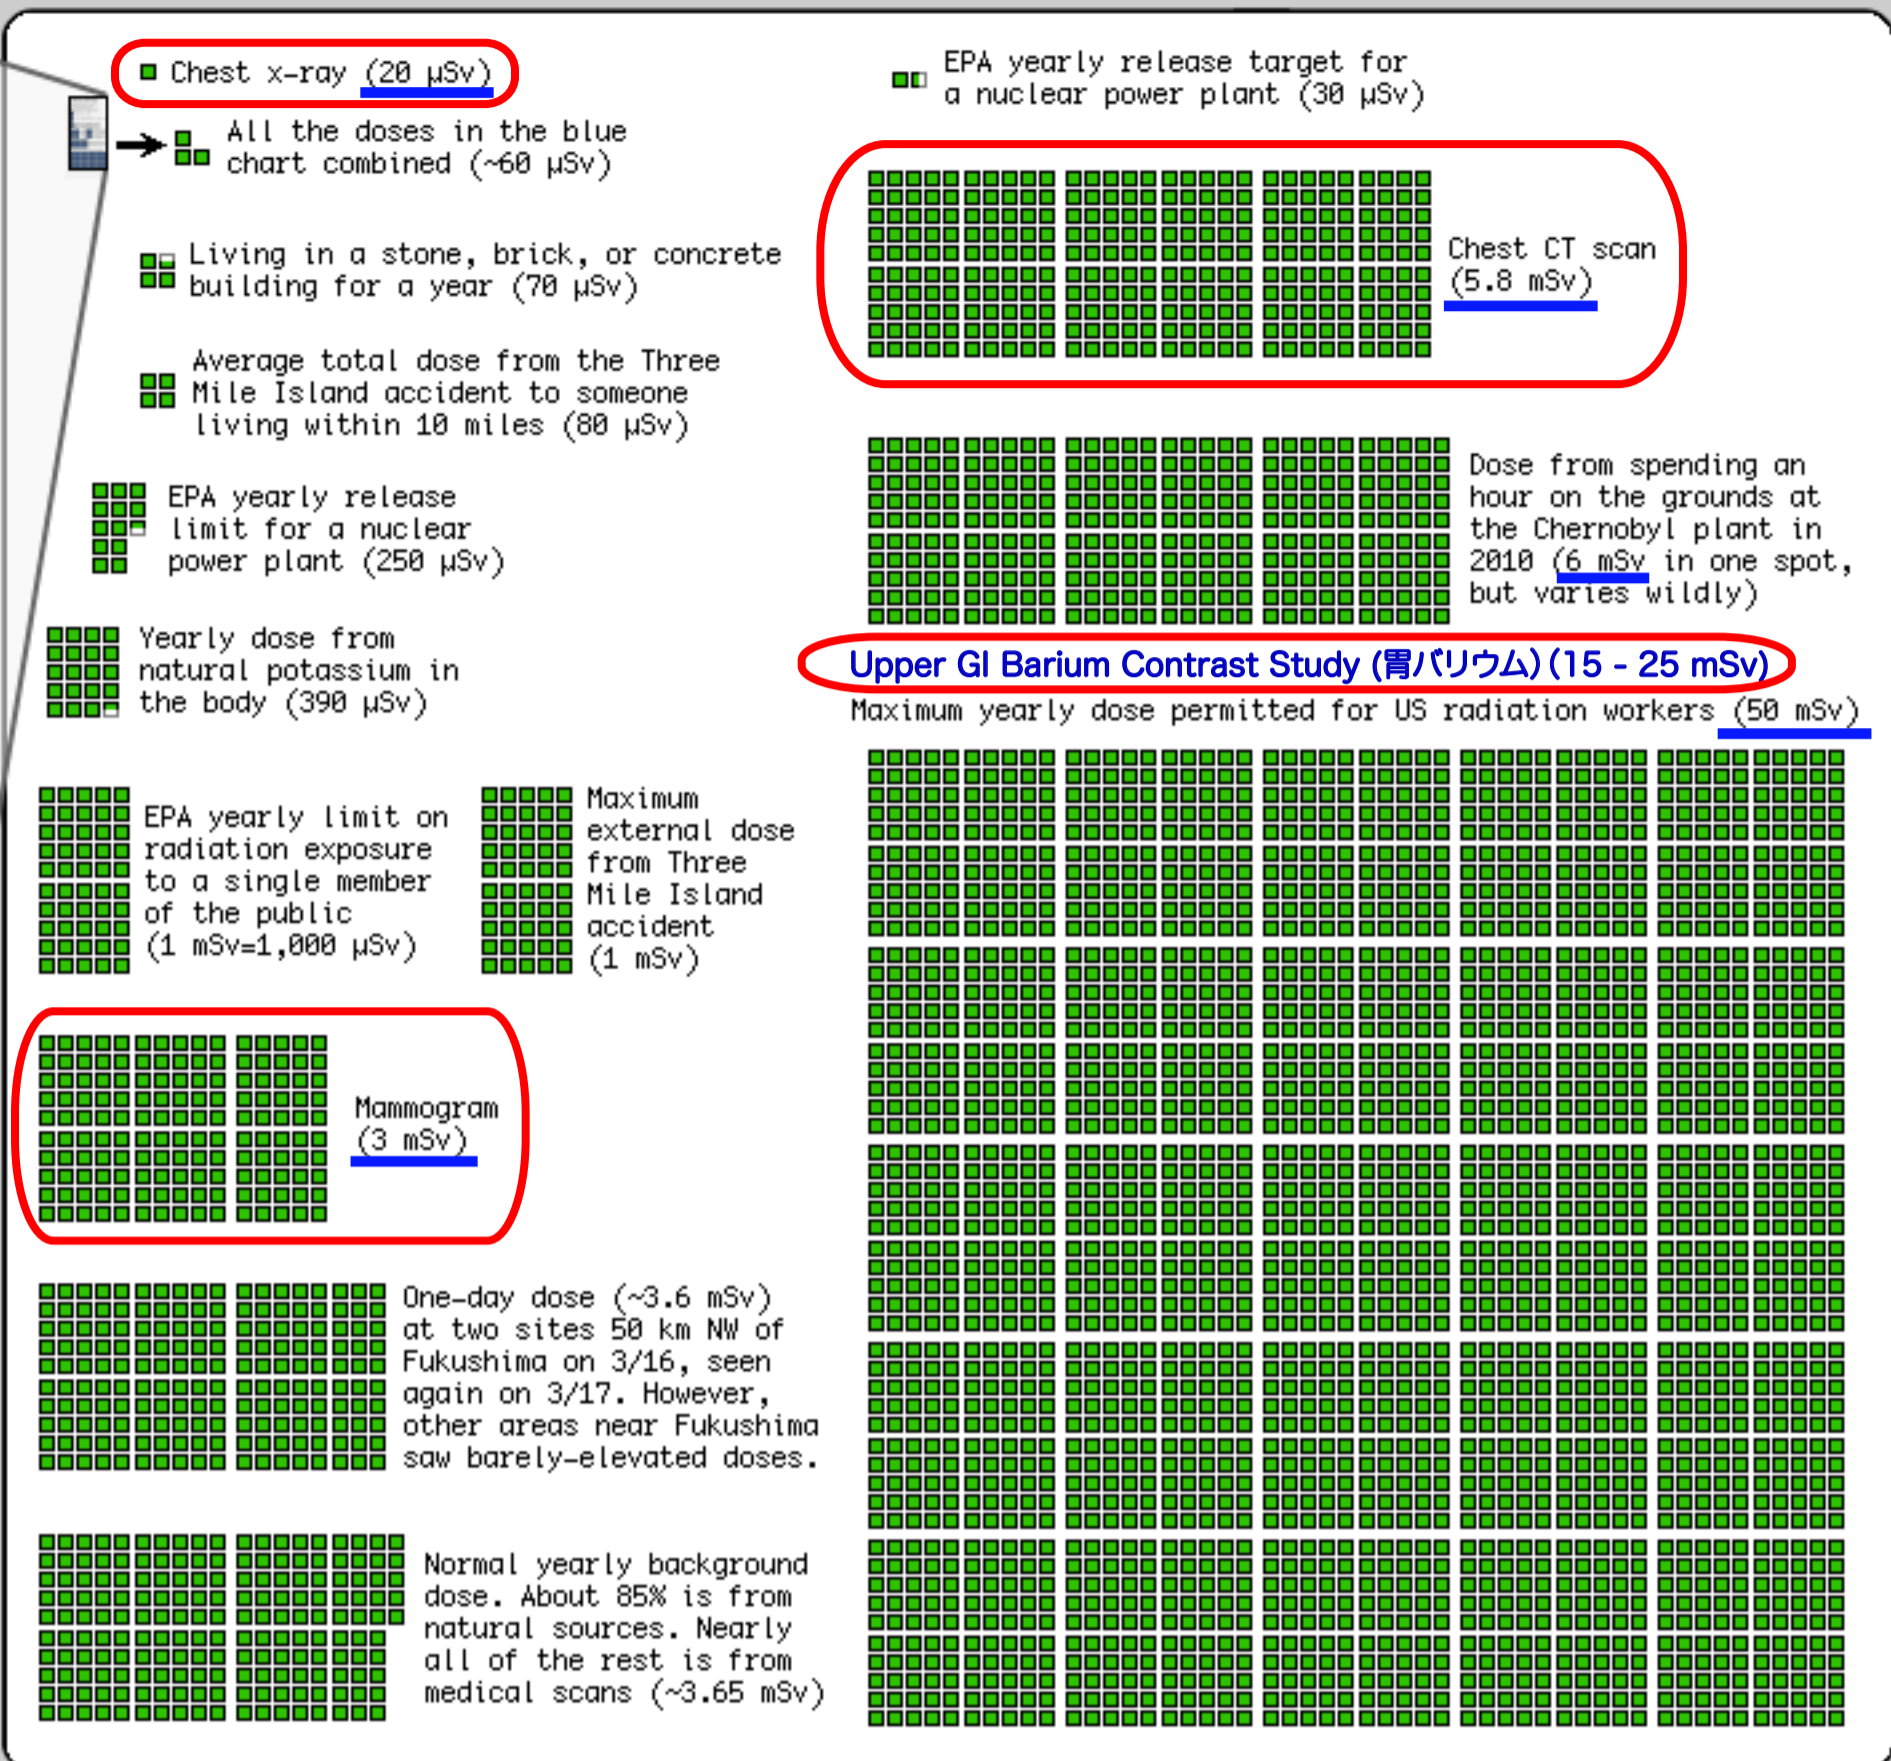 Chest x-ray (20 µSv)
All the doses in the blue
chart combined (~60 µSv)
Living in a stone, brick, or concrete
building for a year (70 µSv)
Average total dose from the Three
Mile Island accident to someone
living within 10 miles (80 µSv)
EPA yearly release
limit for a nuclear
power plant (250 µSv)
Yearly dose from
natural potassium in
the body (390 µSv)
EPA yearly limit on
radiation exposure
to a single member
of the public
(1 mSv=1,000 µSv)
Maximum
external dose
from Three
Mile Island
accident
(1 mSv)
Mammogram
(3 mSv)
One-day dose (~3.6 mSv)
at two sites 50 km NW of
Fukushima on 3/16, seen
again on 3/17. However,
other areas near Fukushima
saw barely-elevated doses.
Normal yearly background
dose. About 85% is from
natural sources. Nearly
all of the rest is from
medical scans (~3.65 mSv)
EPA yearly release target for
a nuclear power plant (30 µSv)
Chest CT scan
(5.8 mSv)
Dose from spending an
hour on the grounds at
the Chernobyl plant in
2010 (6 mSv in one spot,
but varies wildly)
Upper GI Barium Contrast Study (胃バリウム) (15 - 25 mSv)
Maximum yearly dose permitted for US radiation workers (50 mSv)